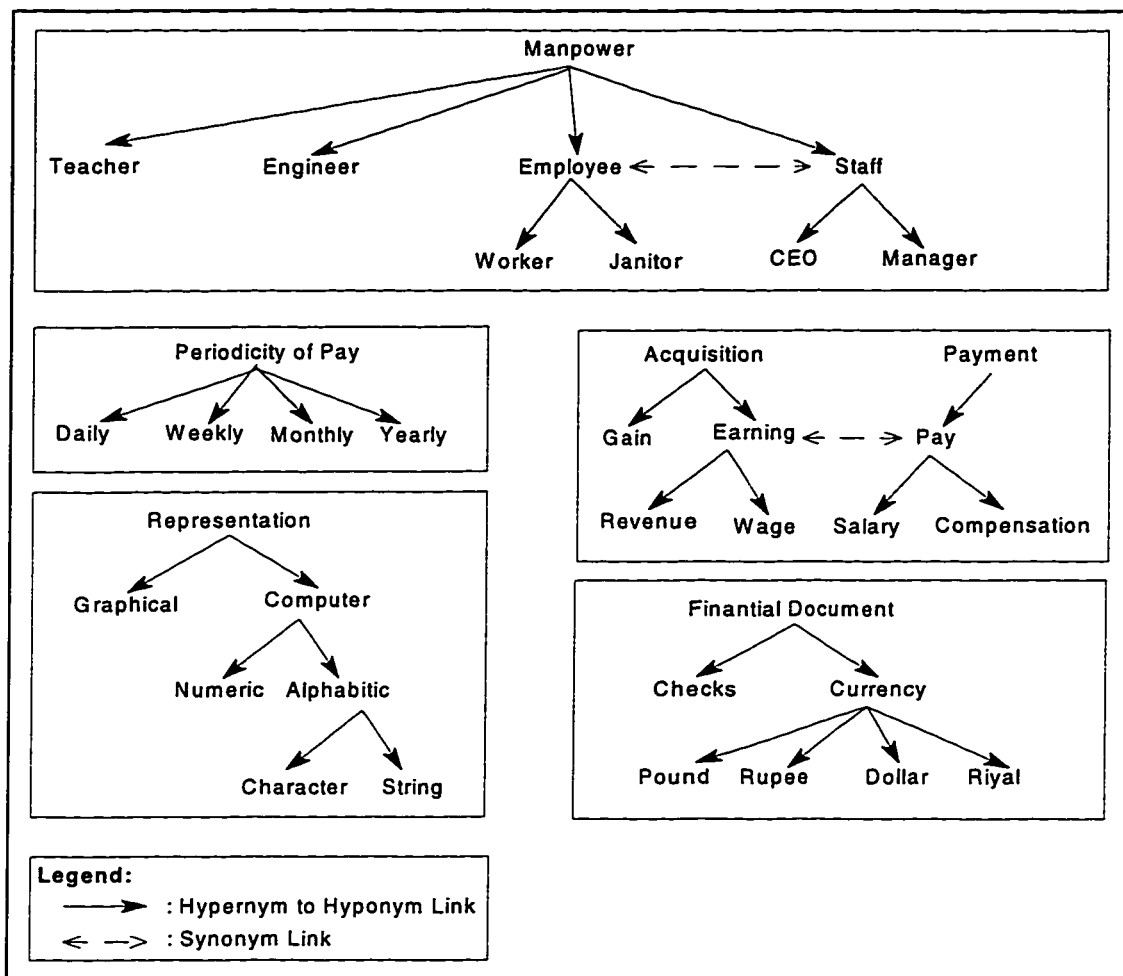 Manpower
Teacher Engineer Employee Staff
Worker Janitor CEO Manager
Periodicity of Pay
Daily Weekly Monthly Yearly
Acquisition Payment
Gain Earning Pay
Revenue Wage Salary Compensation
Representation
Graphical Computer
Numeric Alphabitic
Character String
Finantial Document
Checks Currency
Pound Rupee Dollar Riyal
Legend:
: Hypernym to Hyponym Link
: Synonym Link